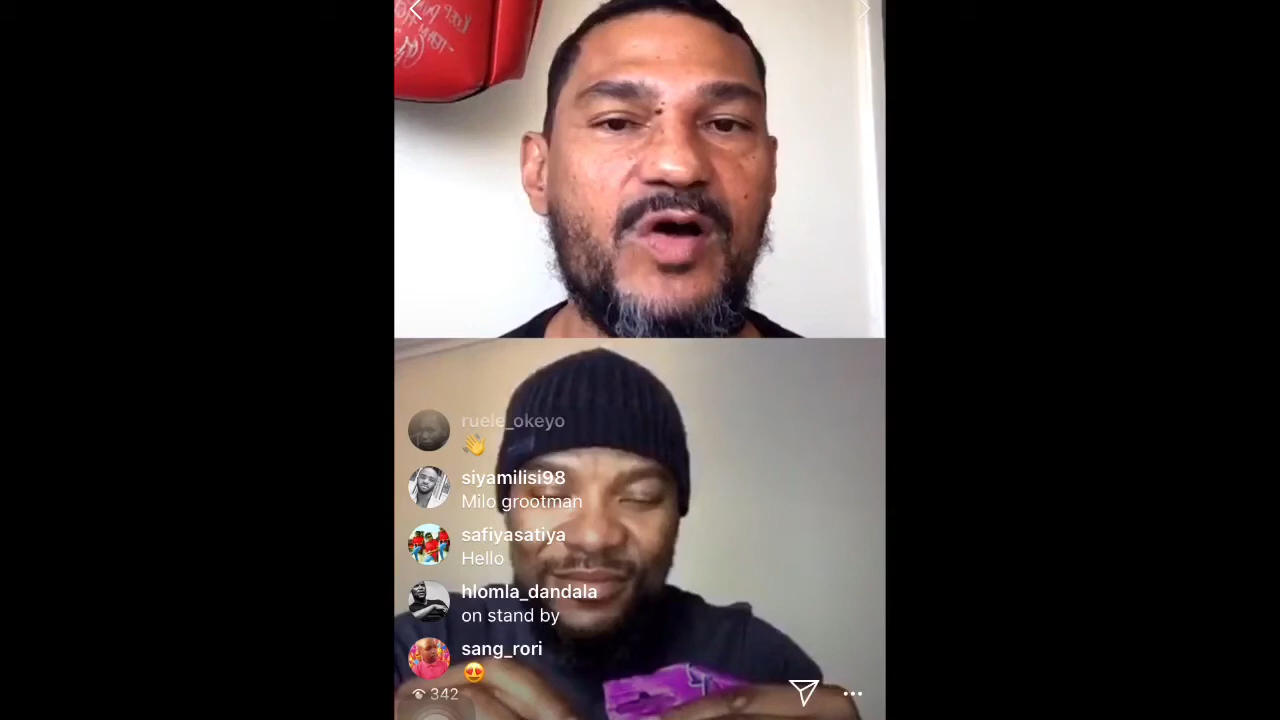 ruele_okeyo
👋
siyamilisi98
Milo grootman
safiyasatiya
Hello
hlomla_dandala
on stand by
sang_rori
😍
342